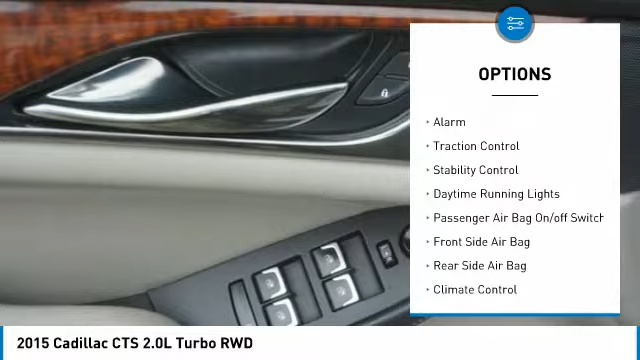 OPTIONS
Alarm
Traction Control
Stability Control
Daytime Running Lights
Passenger Air Bag On/off Switch
Front Side Air Bag
Rear Side Air Bag
Climate Control
2015 Cadillac CTS 2.0L Turbo RWD